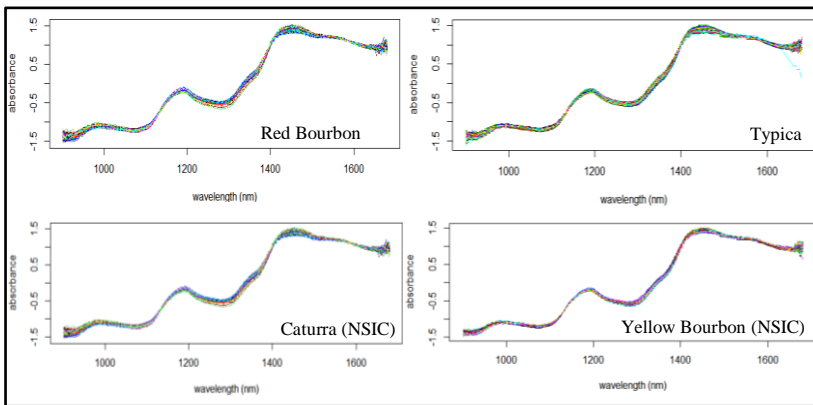 1.5
0.5
-0.5
-1.5
absorbance
Red Bourbon
1000 1200 1400 1600
wavelength (nm)
1.5
0.5
-0.5
-1.5
absorbance
Typica
1000 1200 1400 1600
wavelength (nm)
1.5
0.5
-0.5
-1.5
absorbance
Caturra (NSIC)
1000 1200 1400 1600
wavelength (nm)
1.5
0.5
-0.5
-1.5
absorbance
Yellow Bourbon (NSIC)
1000 1200 1400 1600
wavelength (nm)